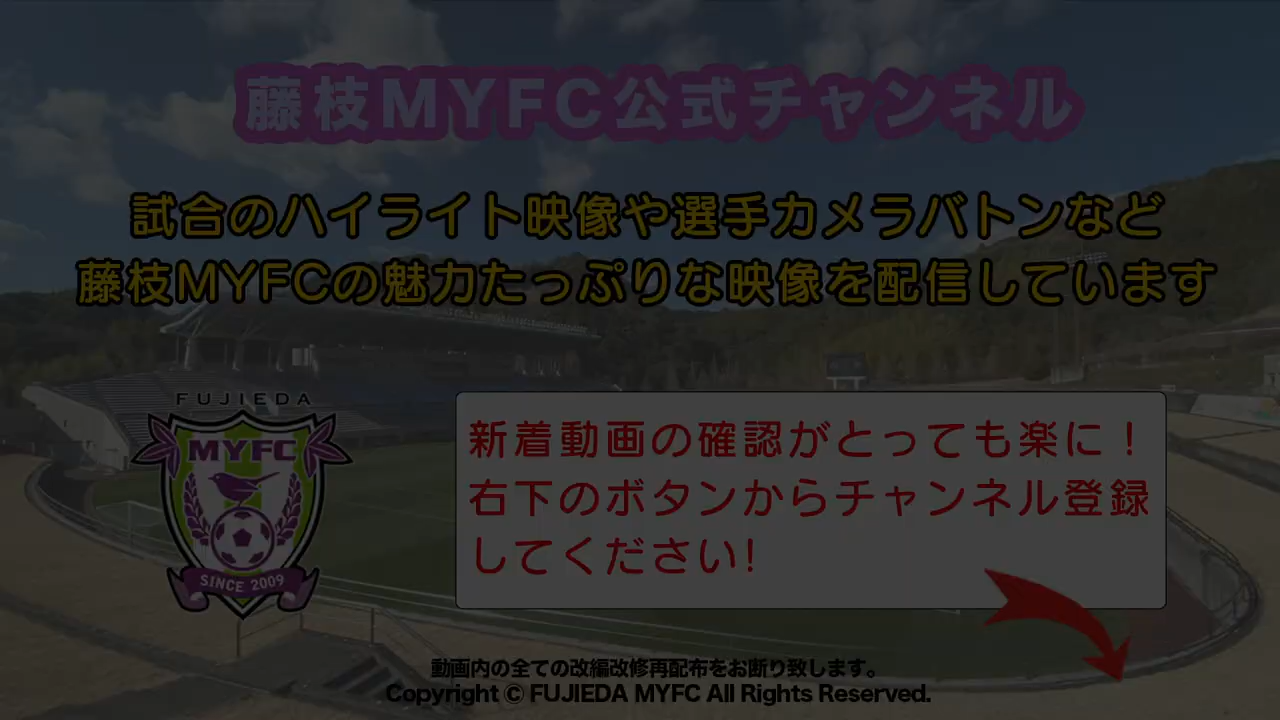 藤枝MYFC公式チャンネル
試合のハイライト映像や選手カメラバトンなど
藤枝MYFCの魅力たっぷりな映像を配信しています
FUJIEDA
MYFC
SINCE 2009
新着動画の確認がとっても楽に！
右下のボタンからチャンネル登録
してください!
動画内の全ての改編改修再配布をお断り致します。
Copyright © FUJIEDA MYFC All Rights Reserved.